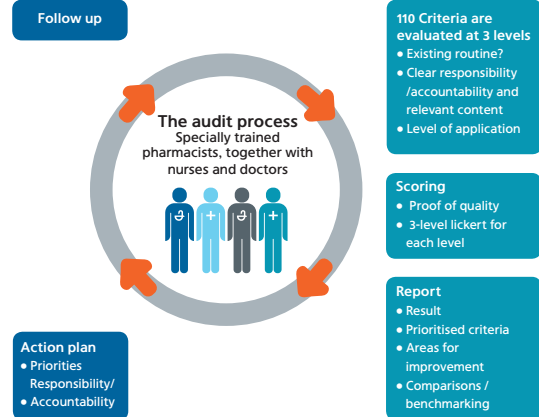 Follow up
110 Criteria are
evaluated at 3 levels
• Existing routine?
• Clear responsibility
/accountability and
relevant content
• Level of application
The audit process
Specially trained
pharmacists, together with
nurses and doctors
Scoring
• Proof of quality
• 3-level lickert for
each level
Report
• Result
• Prioritised criteria
• Areas for
improvement
• Comparisons /
benchmarking
Action plan
• Priorities
Responsibility/
• Accountability